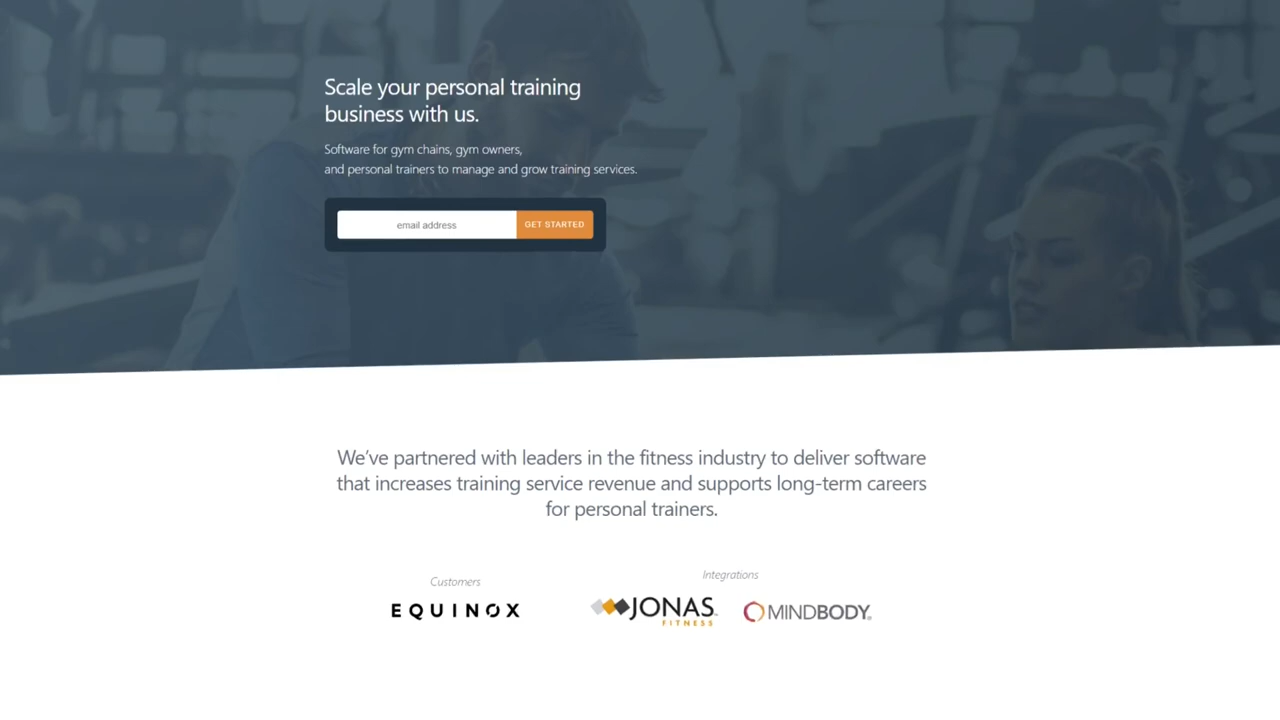 Scale your personal training
business with us.
Software for gym chains, gym owners,
and personal trainers to manage and grow training services.
email address
GET STARTED
We've partnered with leaders in the fitness industry to deliver software
that increases training service revenue and supports long-term careers
for personal trainers.
Customers
EQUINOX
Integrations
JONAS
FITNESS
MINDBODY